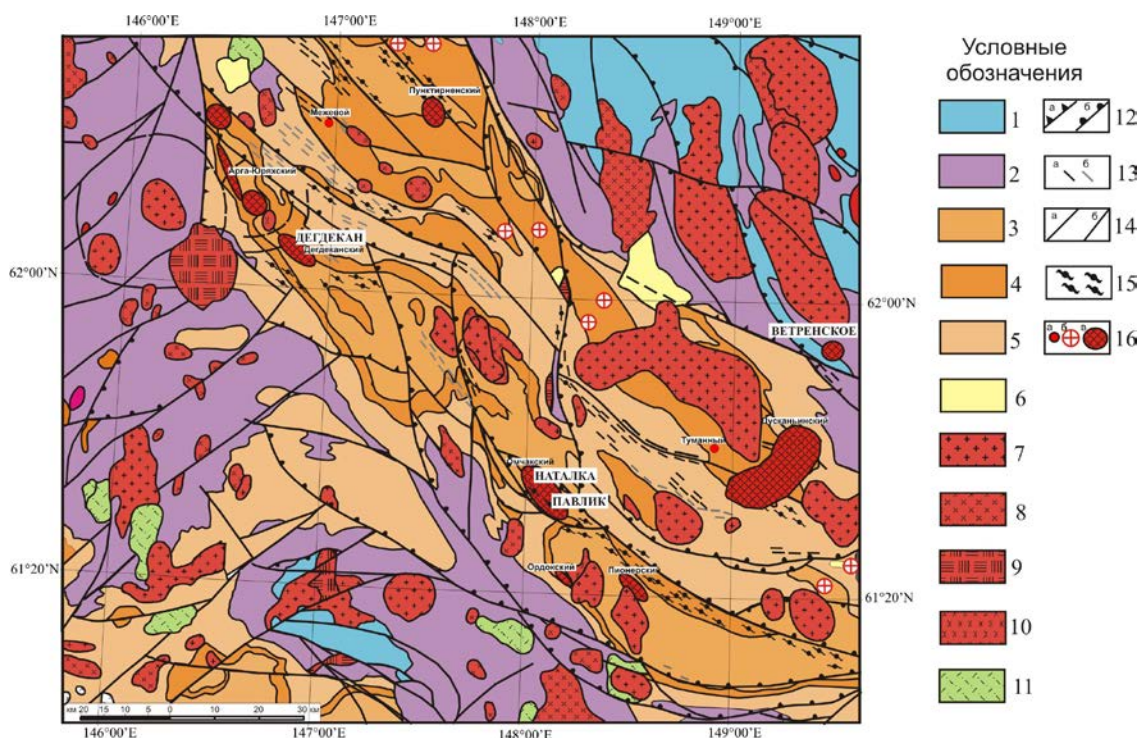 146°00'E
147°00'E
148°00'E
149°00'E
Условные
обозначения
Пунктирненский
Межевой
Арга-Юряхский
ДЕГДЕКАН
Дегдеканский
62°00'N
62°00'N
ВЕТРЕНСКОЕ
Дусканьинский
Туманный
Омчакский
НАТАЛКА
ПАВЛИК
Ордокский
Пионерский
61°20'N
61°20'N
км 20 15 10 5 0 10 20 30 км
146°00'E
147°00'E
148°00'E
149°00'E
1
2
3
4
5
6
7
8
9
10
11
а б 12
а б 13
а б 14
15
а б в 16